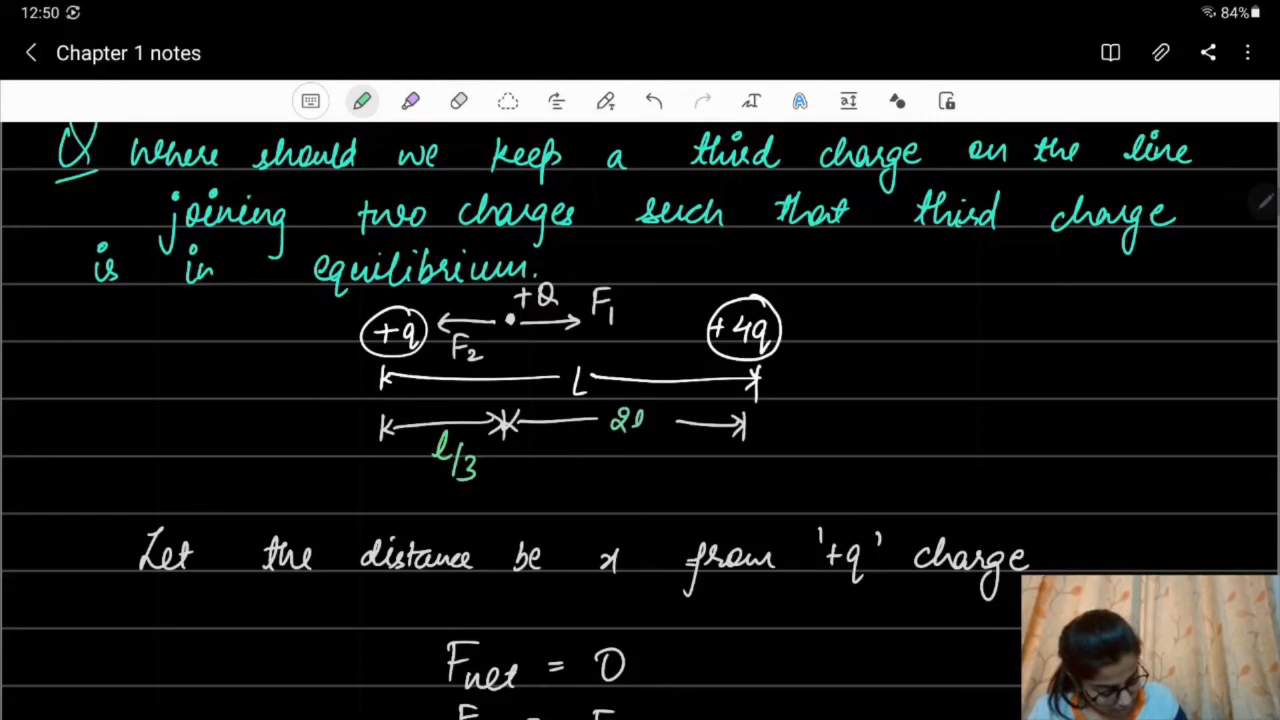 12:50 84%
Chapter 1 notes
Q Where should we keep a third charge on the line
joining two charges such that third charge
is in equilibrium.
+Q F1
+q F2 +4q
L
2l
l/3
Let the distance be x from '+q' charge
Fnet = 0